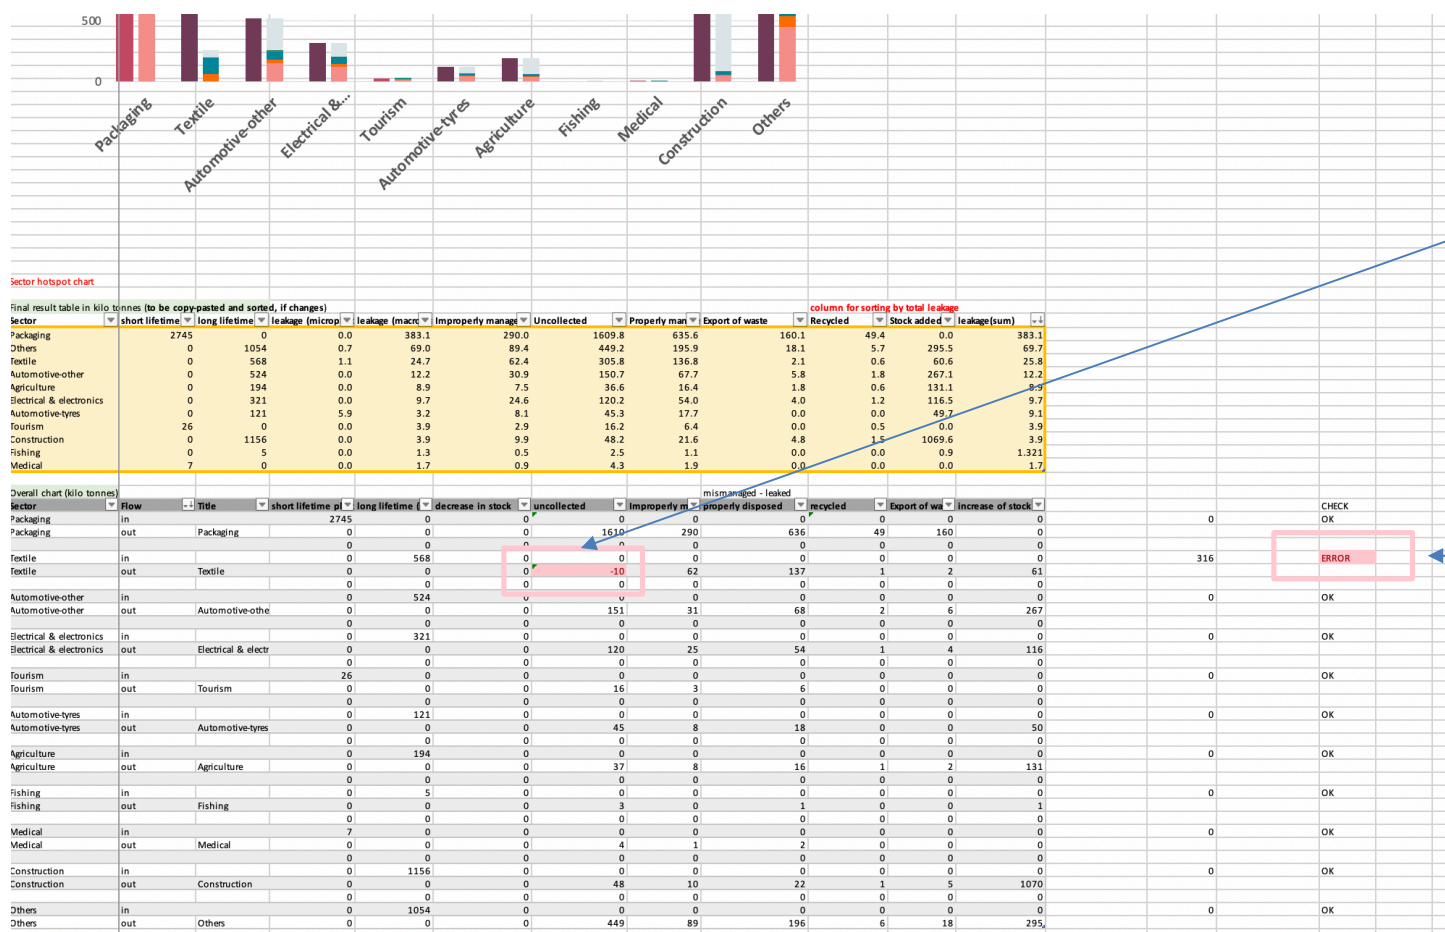 500
0
Packaging Textile Automotive-other Electrical &... Tourism Automotive-tyres Agriculture Fishing Medical Construction Others
Sector hotspot chart
Final result table in kilo tonnes (to be copy-pasted and sorted, if changes) column for sorting by total leakage
Sector short lifetime long lifetime leakage (microp leakage (macro Improperly manage Uncollected Properly man Export of waste Recycled Stock added leakage(sum)
Packaging 2745 0 0.0 383.1 290.0 1609.8 635.6 160.1 49.4 0.0 383.1
Others 0 1054 0.7 69.0 89.4 449.2 195.9 18.1 5.7 295.5 69.7
Textile 0 568 1.1 24.7 62.4 305.8 136.8 2.1 0.6 60.6 25.8
Automotive-other 0 524 0.0 12.2 30.9 150.7 67.7 5.8 1.8 267.1 12.2
Agriculture 0 194 0.0 8.9 7.5 36.6 16.4 1.8 0.6 131.1 8.9
Electrical & electronics 0 321 0.0 9.7 24.6 120.2 54.0 4.0 1.2 116.5 9.7
Automotive-tyres 0 121 5.9 3.2 8.1 45.3 17.7 0.0 0.0 49.7 9.1
Tourism 26 0 0.0 3.9 2.9 16.2 6.4 0.0 0.5 0.0 3.9
Construction 0 1156 0.0 3.9 9.9 48.2 21.6 4.8 1.5 1069.6 3.9
Fishing 0 5 0.0 1.3 0.5 2.5 1.1 0.0 0.0 0.9 1.321
Medical 7 0 0.0 1.7 0.9 4.3 1.9 0.0 0.0 0.0 1.7
Overall chart (kilo tonnes) mismanaged - leaked
Sector Flow Title short lifetime pl long lifetime ( decrease in stock uncollected Improperly m properly disposed recycled Export of wa increase of stock CHECK
Packaging in 2745 0 0 0 0 0 0 0 0 0 OK
Packaging out Packaging 0 0 0 1610 290 636 49 160 0
0 0 0 0 0 0 0 0 0
Textile in 0 568 0 0 0 0 0 0 0 316 ERROR
Textile out Textile 0 0 0 -10 62 137 1 2 61
0 0 0 0 0 0 0 0 0
Automotive-other in 0 524 0 0 0 0 0 0 0 0 OK
Automotive-other out Automotive-othe 0 0 0 151 31 68 2 6 267
0 0 0 0 0 0 0 0 0
Electrical & electronics in 0 321 0 0 0 0 0 0 0 0 OK
Electrical & electronics out Electrical & electr 0 0 0 120 25 54 1 4 116
0 0 0 0 0 0 0 0 0
Tourism in 26 0 0 0 0 0 0 0 0 0 OK
Tourism out Tourism 0 0 0 16 3 6 0 0 0
0 0 0 0 0 0 0 0 0
Automotive-tyres in 0 121 0 0 0 0 0 0 0 0 OK
Automotive-tyres out Automotive-tyres 0 0 0 45 8 18 0 0 50
0 0 0 0 0 0 0 0 0
Agriculture in 0 194 0 0 0 0 0 0 0 0 OK
Agriculture out Agriculture 0 0 0 37 8 16 1 2 131
0 0 0 0 0 0 0 0 0
Fishing in 0 5 0 0 0 0 0 0 0 0 OK
Fishing out Fishing 0 0 0 3 0 1 0 0 1
0 0 0 0 0 0 0 0 0
Medical in 7 0 0 0 0 0 0 0 0 0 OK
Medical out Medical 0 0 0 4 1 2 0 0 0
0 0 0 0 0 0 0 0 0
Construction in 0 1156 0 0 0 0 0 0 0 0 OK
Construction out Construction 0 0 0 48 10 22 1 5 1070
0 0 0 0 0 0 0 0 0
Others in 0 1054 0 0 0 0 0 0 0 0 OK
Others out Others 0 0 0 449 89 196 6 18 295